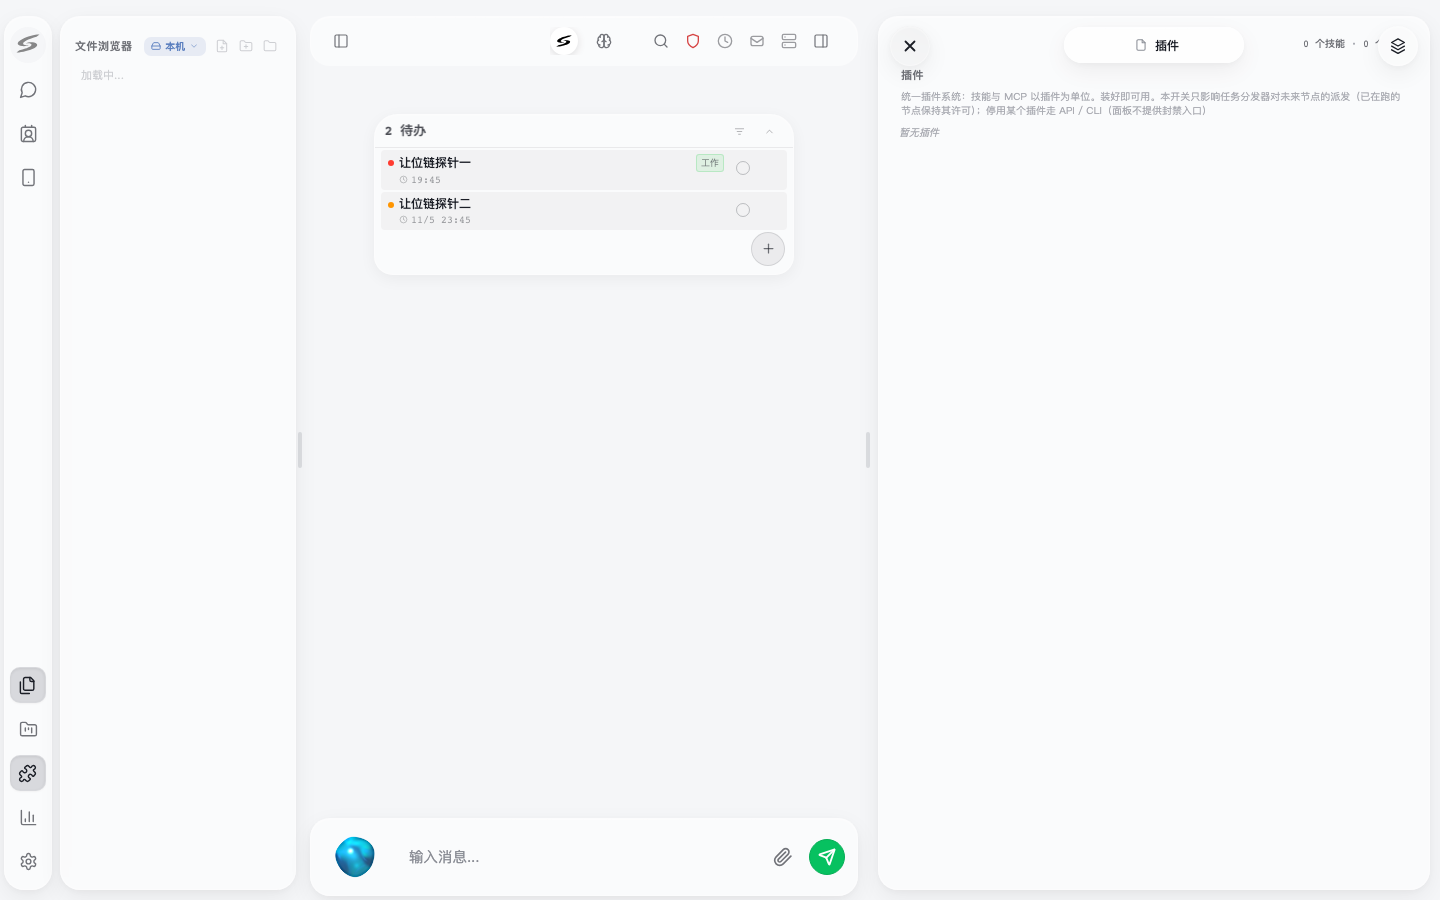 文件浏览器
本机
加载中...
2 待办
让位链探针一
工作
19:45
让位链探针二
11/5 23:45
输入消息...
插件
0 个技能 · 0
插件
统一插件系统：技能与 MCP 以插件为单位。装好即可用。本开关只影响任务分发器对未来节点的派发（已在跑的
节点保持其许可）；停用某个插件走 API / CLI（面板不提供封禁入口）
暂无插件